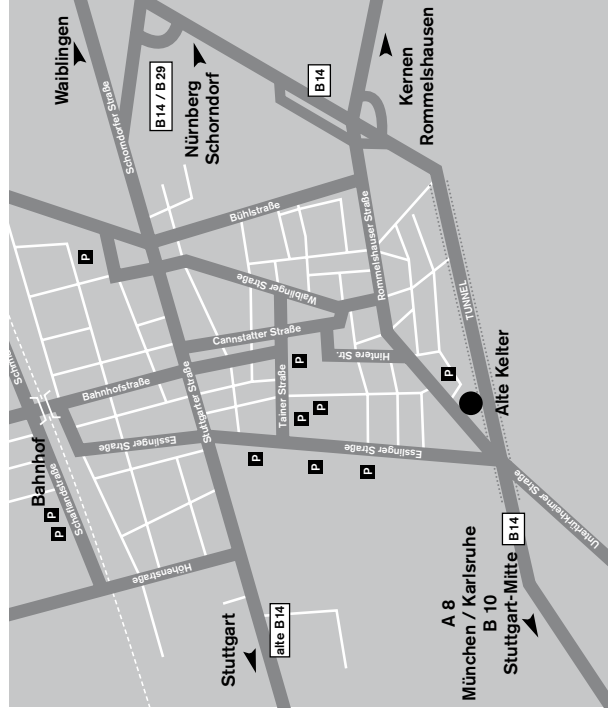 Waiblingen
Schorndorfer Straße
B14 / B 29
Nürnberg
Schorndorf
B14
Kernen
Rommelshausen
P
Bühlstraße
Rommelshauser Straße
TUNNEL
Waiblinger Straße
Cannstatter Straße
Hintere Str.
P
Alte Kelter
Bahnhofstraße
Stuttgarter Straße
Tainer Straße
P
P
P
Bahnhof
Schaflandstraße
P
P
Esslinger Straße
Esslinger Straße
P
P
P
Höhenstraße
Untertürkheimer Straße
B14
Stuttgart
alte B14
A 8
München / Karlsruhe
B 10
Stuttgart-Mitte